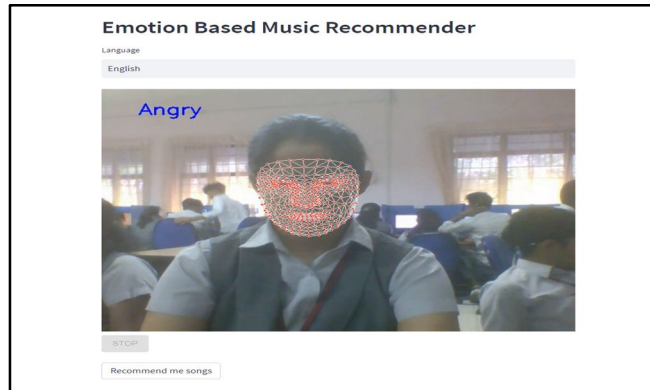 Emotion Based Music Recommender
Language
English
Angry
STOP
Recommend me songs